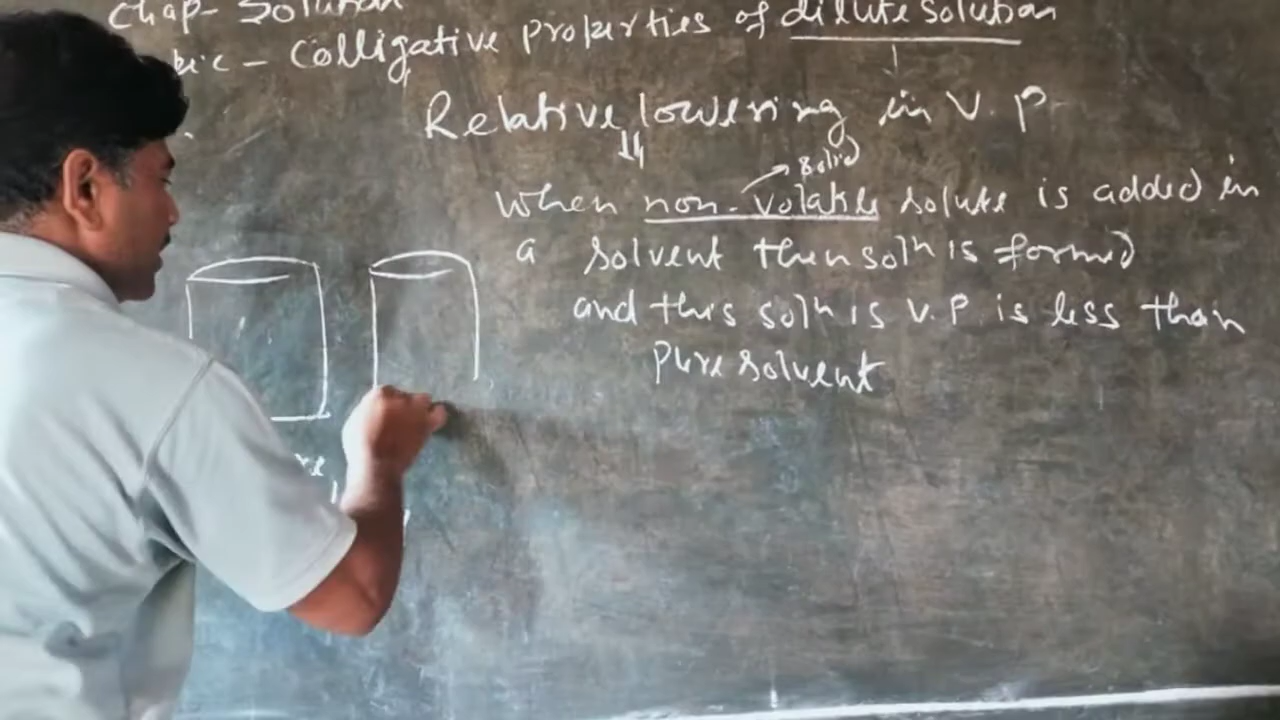 Chap- Solution
pic - Colligative properties of dilute solution
Relative lowering in V.P
solid
When non-volatile solute is added in
a solvent then solⁿ is formed
and this solⁿ is V.P is less than
pure solvent